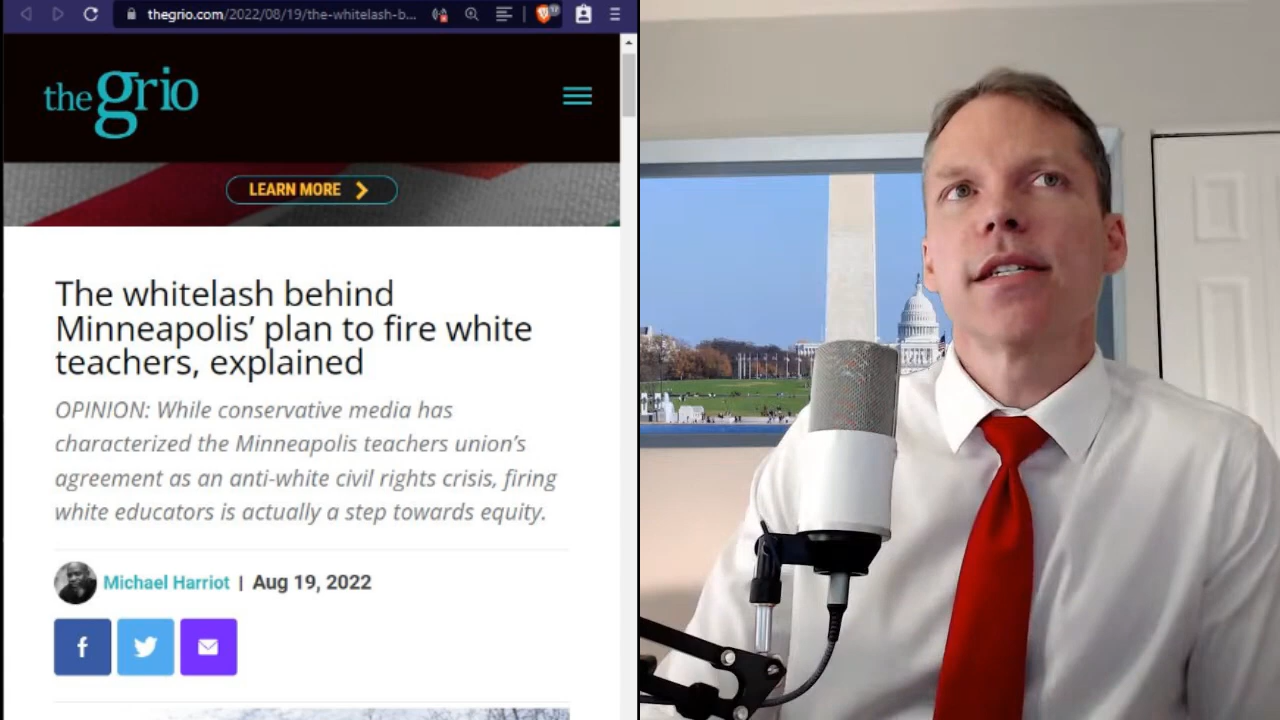 thegrio.com/2022/08/19/the-whitelash-b...
thegrio
LEARN MORE
The whitelash behind
Minneapolis’ plan to fire white
teachers, explained
OPINION: While conservative media has
characterized the Minneapolis teachers union’s
agreement as an anti-white civil rights crisis, firing
white educators is actually a step towards equity.
Michael Harriot | Aug 19, 2022